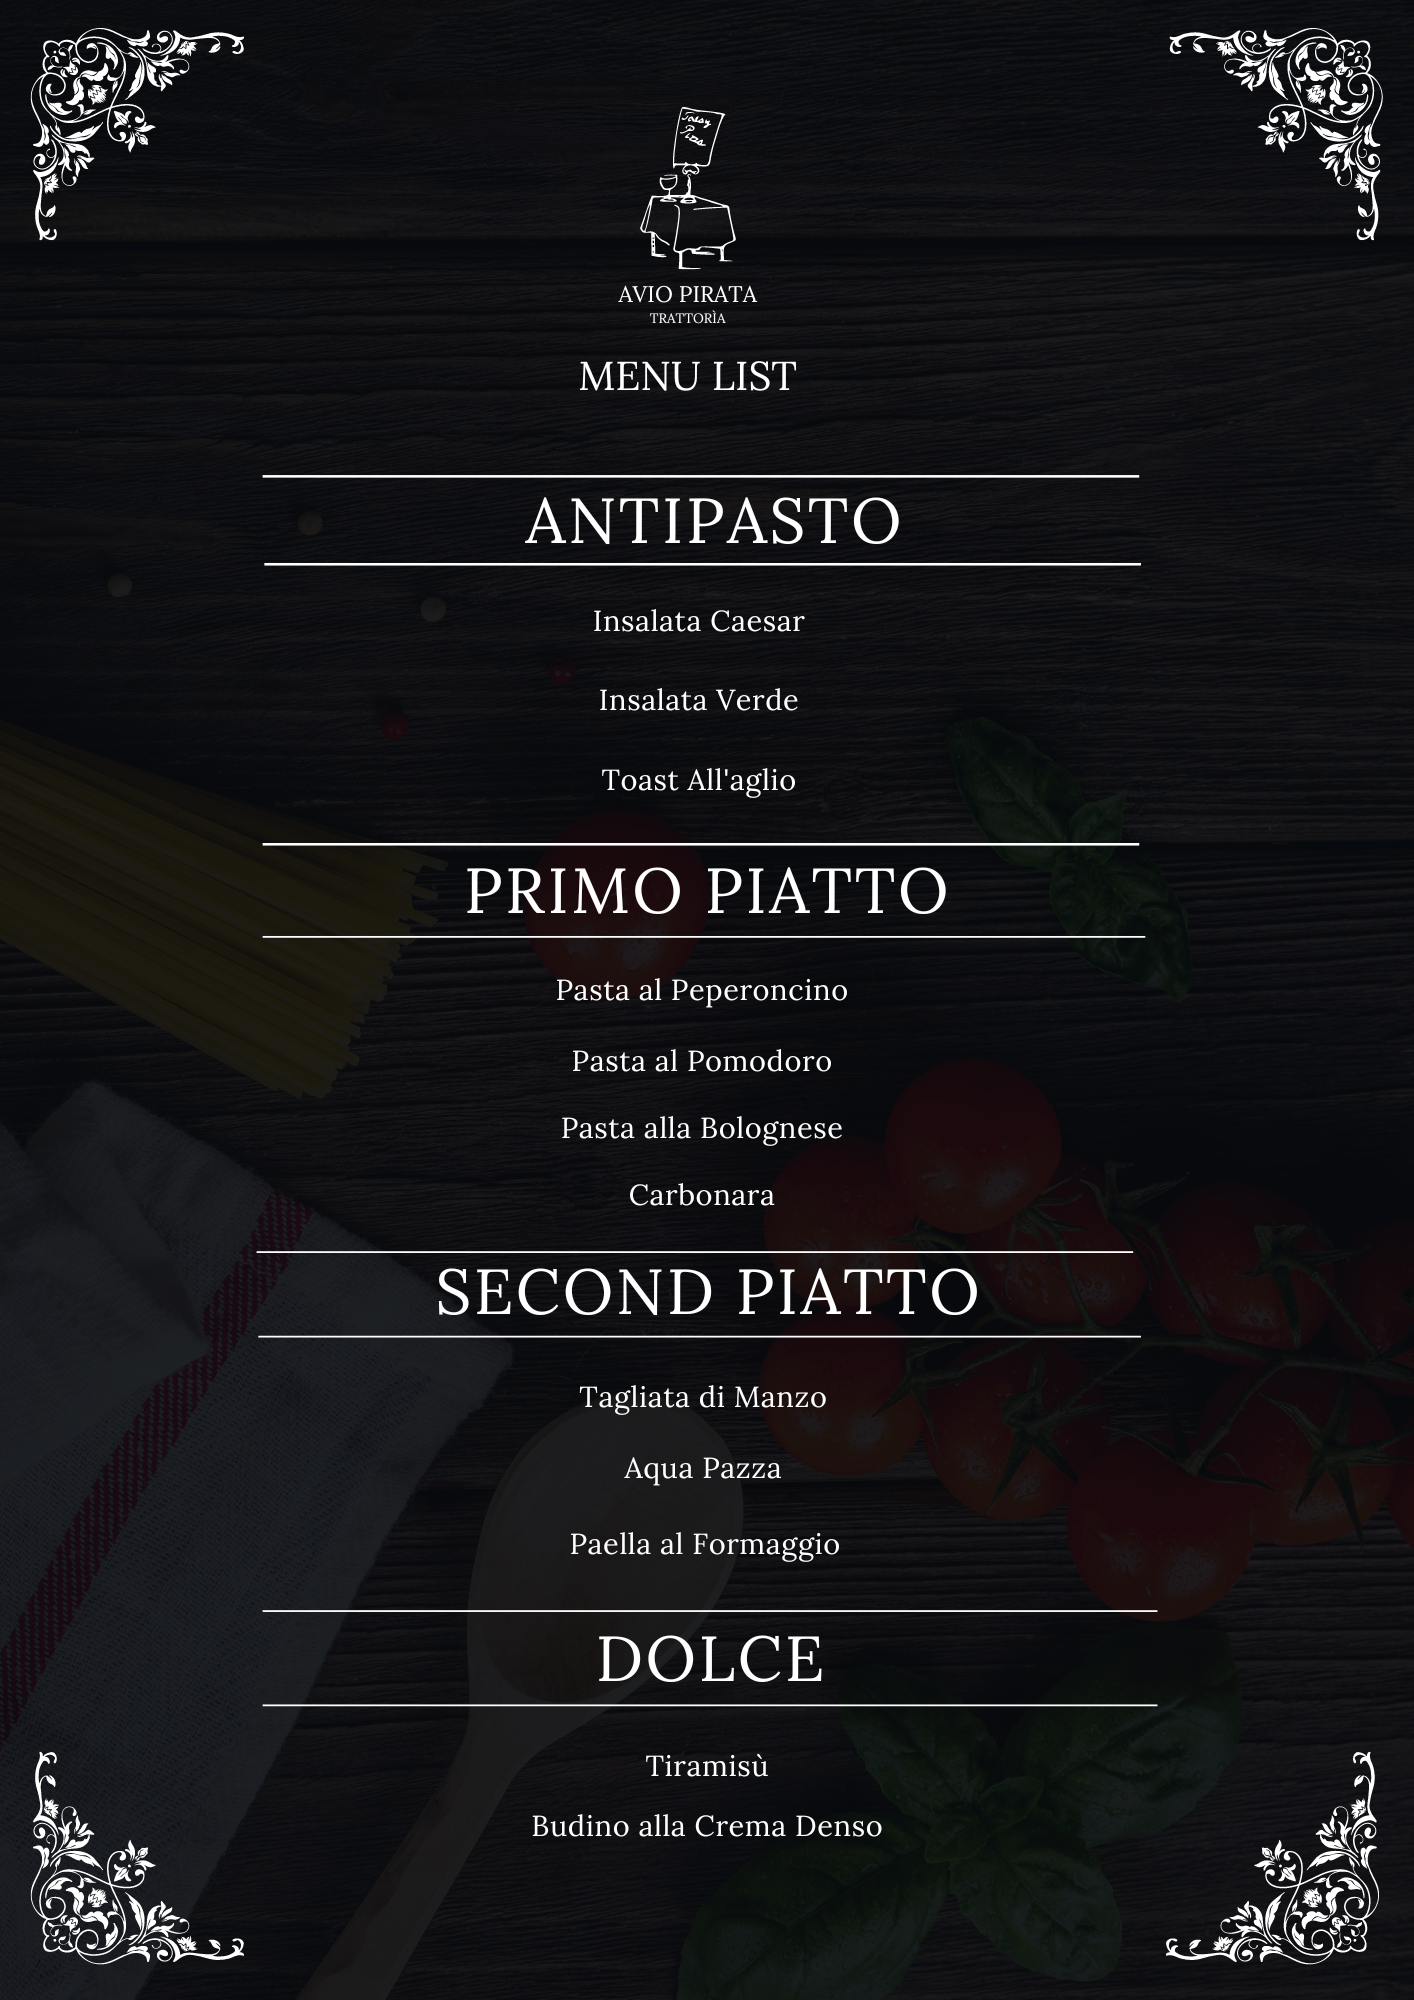 AVIO PIRATA
TRATTORÌA
MENU LIST
ANTIPASTO
Insalata Caesar
Insalata Verde
Toast All'aglio
PRIMO PIATTO
Pasta al Peperoncino
Pasta al Pomodoro
Pasta alla Bolognese
Carbonara
SECOND PIATTO
Tagliata di Manzo
Aqua Pazza
Paella al Formaggio
DOLCE
Tiramisù
Budino alla Crema Denso